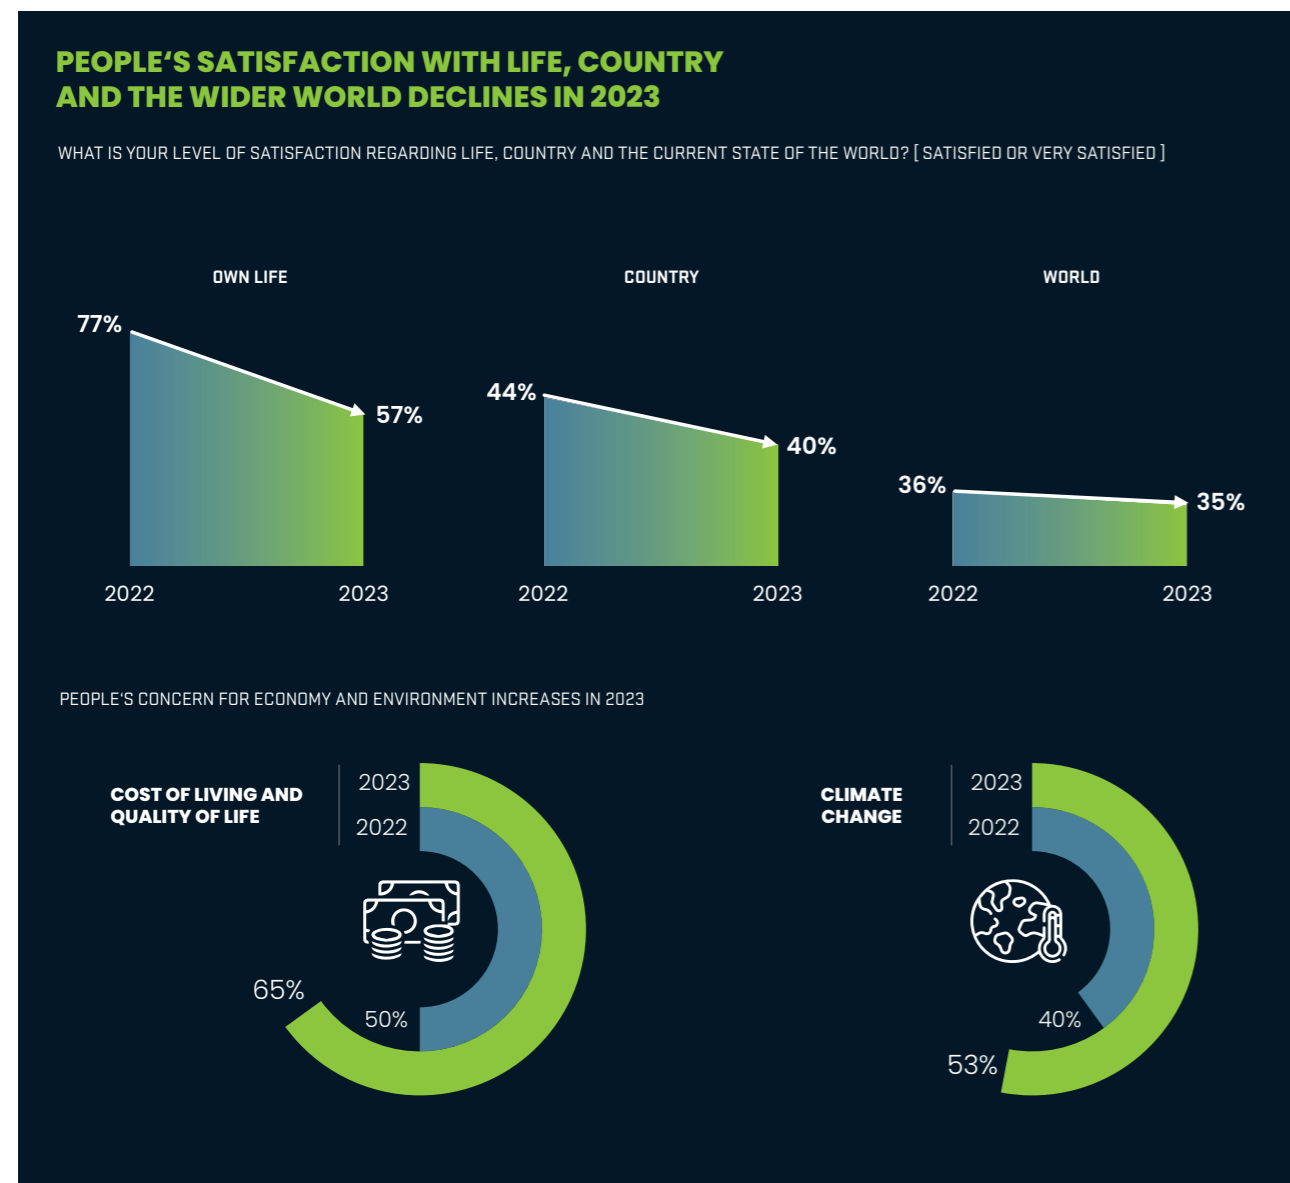 PEOPLE‘S SATISFACTION WITH LIFE, COUNTRY
AND THE WIDER WORLD DECLINES IN 2023
WHAT IS YOUR LEVEL OF SATISFACTION REGARDING LIFE, COUNTRY AND THE CURRENT STATE OF THE WORLD? [ SATISFIED OR VERY SATISFIED ]
OWN LIFE
77%
57%
2022
2023
COUNTRY
44%
40%
2022
2023
WORLD
36%
35%
2022
2023
PEOPLE‘S CONCERN FOR ECONOMY AND ENVIRONMENT INCREASES IN 2023
COST OF LIVING AND
QUALITY OF LIFE
2023
2022
65%
50%
CLIMATE
CHANGE
2023
2022
40%
53%